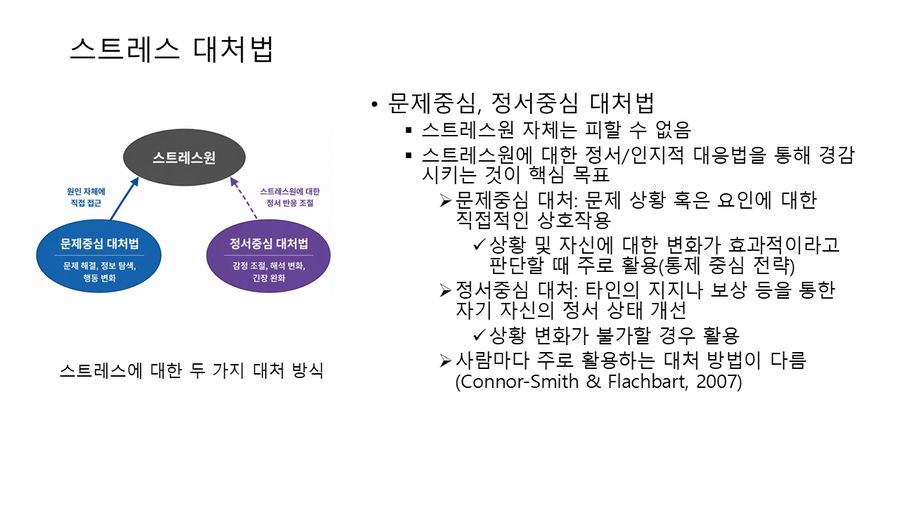 스트레스 대처법
스트레스원
원인 자체에
직접 접근
스트레스원에 대한
정서 반응 조절
문제중심 대처법
문제 해결, 정보 탐색,
행동 변화
정서중심 대처법
감정 조절, 해석 변화,
긴장 완화
스트레스에 대한 두 가지 대처 방식
• 문제중심, 정서중심 대처법
▪ 스트레스원 자체는 피할 수 없음
▪ 스트레스원에 대한 정서/인지적 대응법을 통해 경감
시키는 것이 핵심 목표
➢문제중심 대처: 문제 상황 혹은 요인에 대한
직접적인 상호작용
✓상황 및 자신에 대한 변화가 효과적이라고
판단할 때 주로 활용(통제 중심 전략)
➢정서중심 대처: 타인의 지지나 보상 등을 통한
자기 자신의 정서 상태 개선
✓상황 변화가 불가할 경우 활용
➢사람마다 주로 활용하는 대처 방법이 다름
(Connor-Smith & Flachbart, 2007)